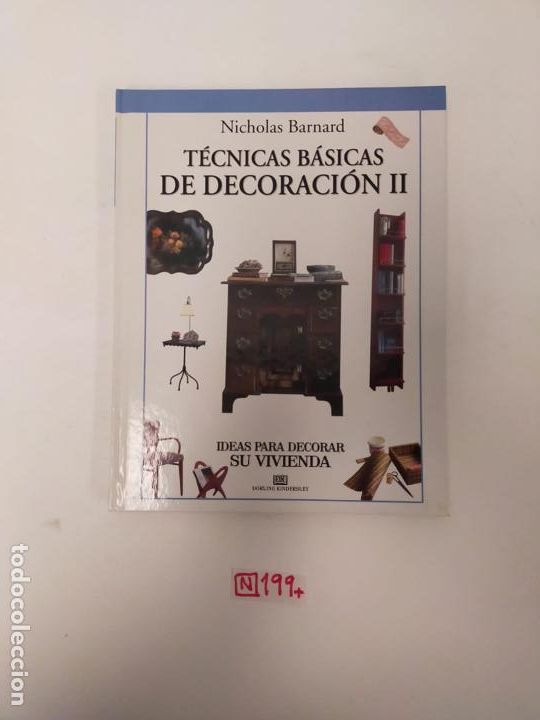 Nicholas Barnard
TÉCNICAS BÁSICAS
DE DECORACIÓN II
IDEAS PARA DECORAR
SU VIVIENDA
DK
DORLING KINDERSLEY
N 199+
todocoleccion